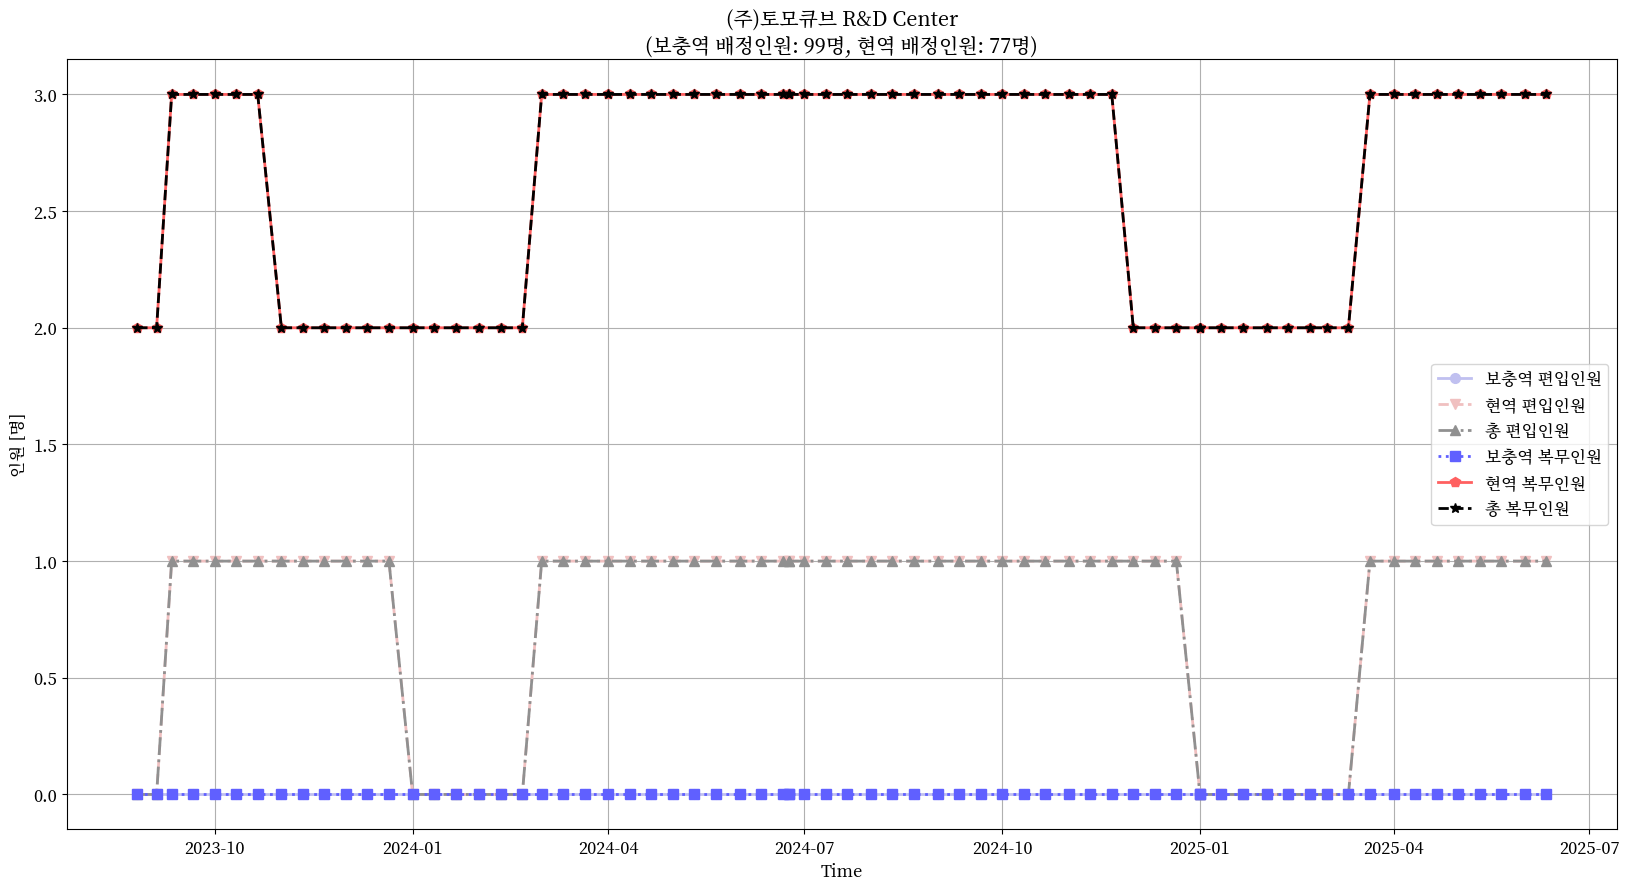 (주)토모큐브 R&D Center
(보충역 배정인원: 99명, 현역 배정인원: 77명)
3.0
2.5
2.0
1.5
1.0
0.5
0.0
인원 [명]
보충역 편입인원
현역 편입인원
총 편입인원
보충역 복무인원
현역 복무인원
총 복무인원
2023-10
2024-01
2024-04
2024-07
2024-10
2025-01
2025-04
2025-07
Time